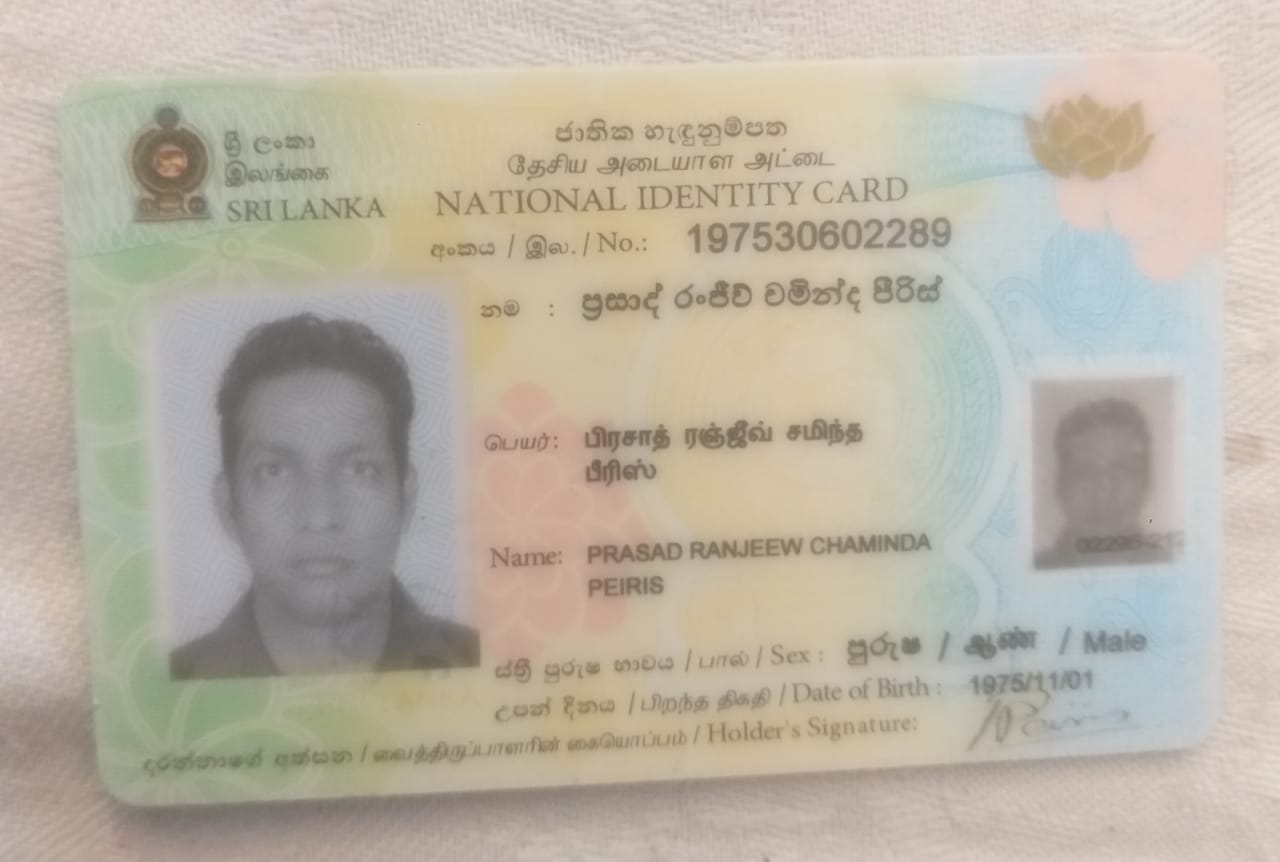 ශ්‍රී ලංකා
இலங்கை
SRI LANKA
ජාතික හැඳුනුම්පත
தேசிய அடையாள அட்டை
NATIONAL IDENTITY CARD
අංකය / இல. / No.: 197530602289
නම : ප්‍රසාද් රංජීව් චමින්ද පීරිස්
பெயர்: பிரசாத் ரஞ்ஜீவ் சமிந்த
பீரிஸ்
Name: PRASAD RANJEEW CHAMINDA
PEIRIS
ස්ත්‍රී පුරුෂ භාවය / பால் / Sex : පුරුෂ / ஆண் / Male
උපන් දිනය / பிறந்த திகதி / Date of Birth : 1975/11/01
දරන්නාගේ අත්සන / வைத்திருப்பாளரின் கையொப்பம் / Holder's Signature: